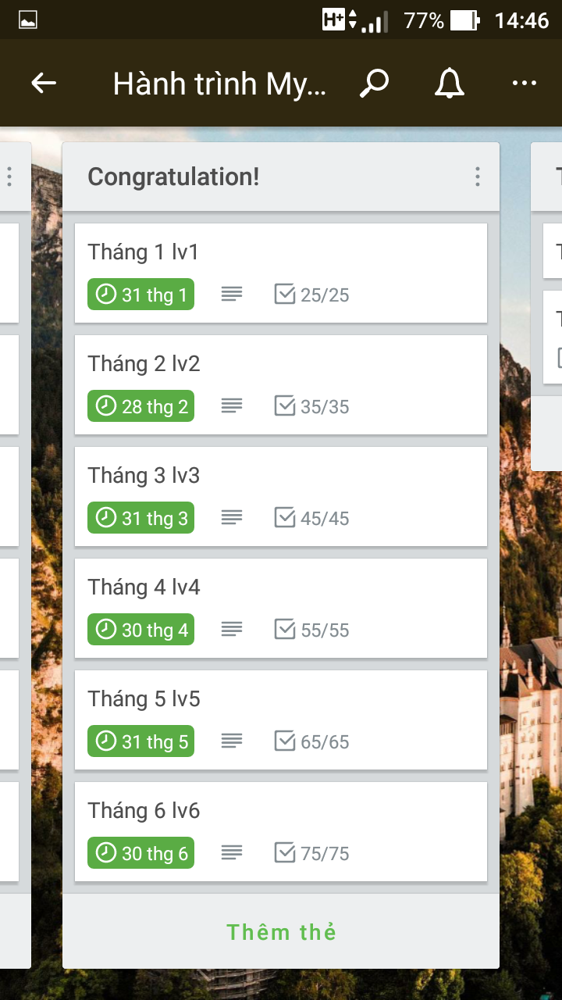 H+ 77% 14:46
Hành trình My...
Congratulation!
Tháng 1 lv1
31 thg 1 25/25
Tháng 2 lv2
28 thg 2 35/35
Tháng 3 lv3
31 thg 3 45/45
Tháng 4 lv4
30 thg 4 55/55
Tháng 5 lv5
31 thg 5 65/65
Tháng 6 lv6
30 thg 6 75/75
Thêm thẻ